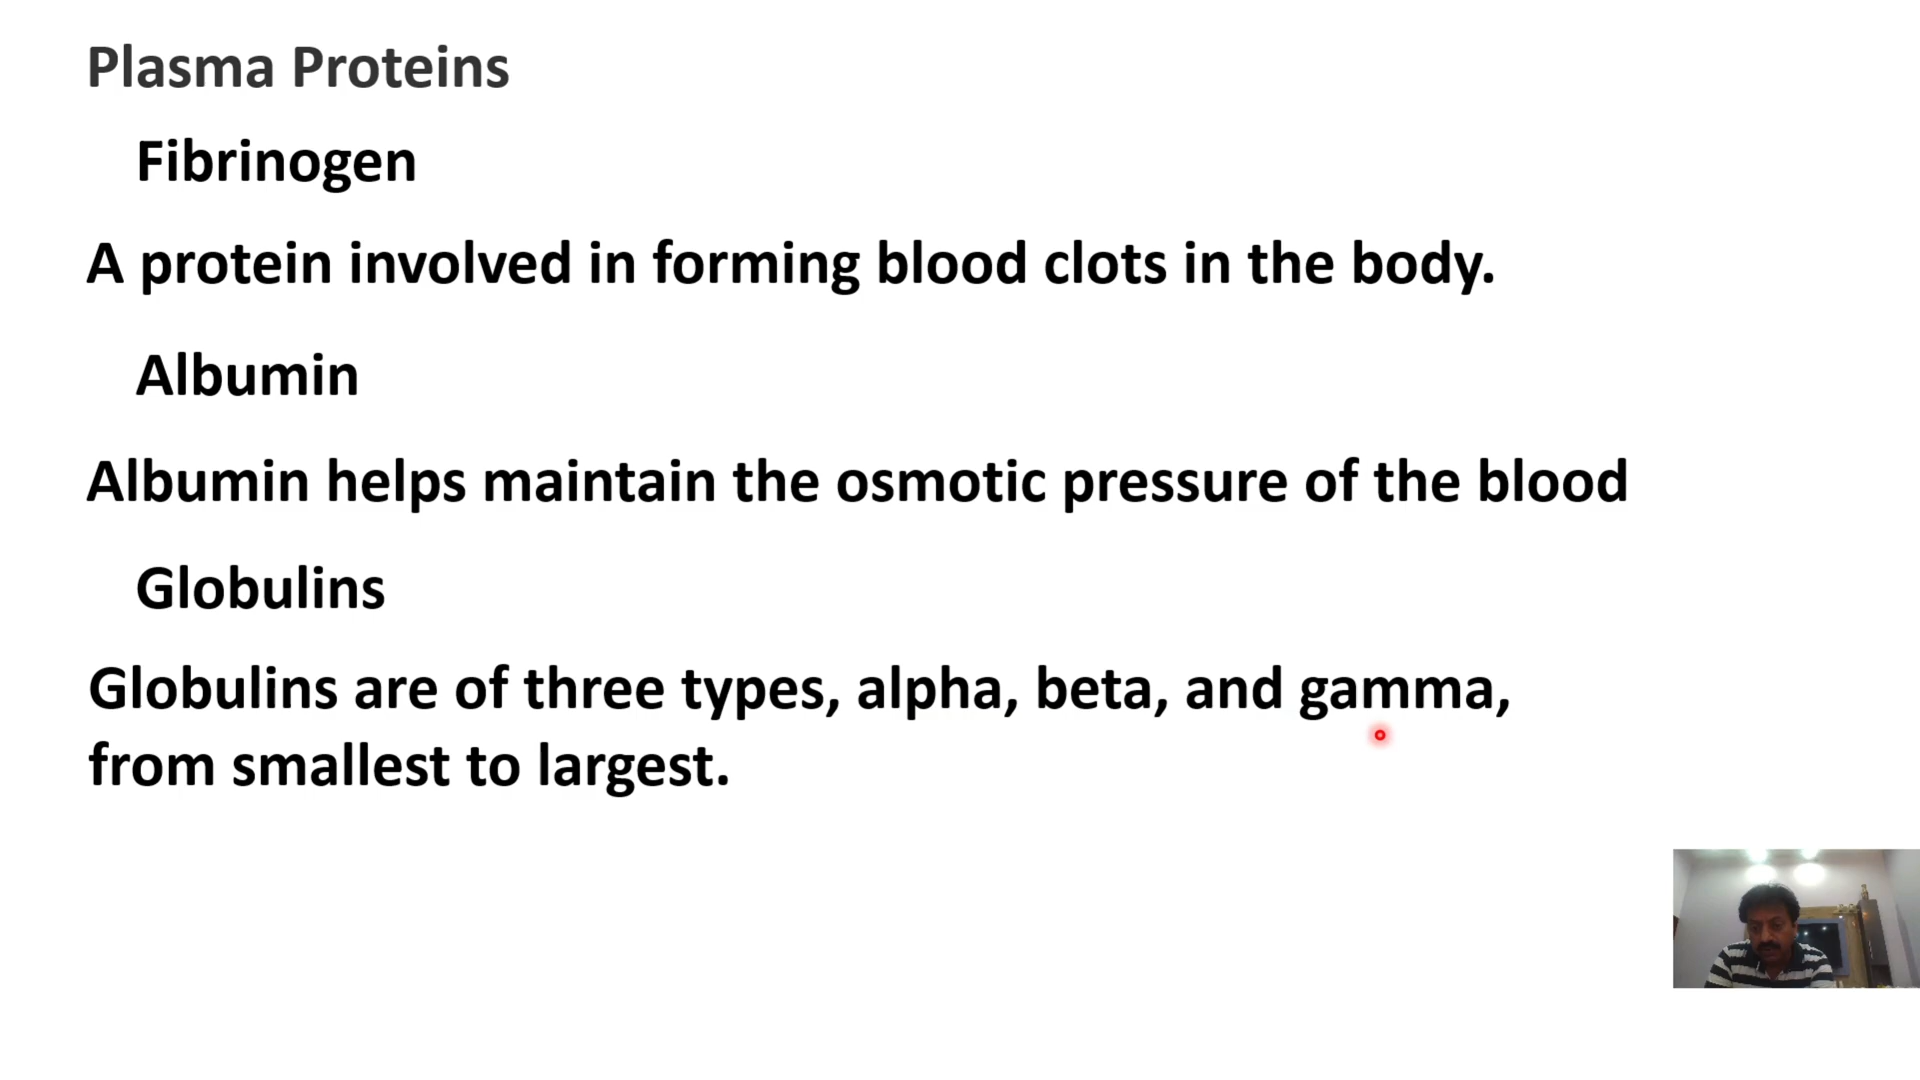 Plasma Proteins
Fibrinogen
A protein involved in forming blood clots in the body.
Albumin
Albumin helps maintain the osmotic pressure of the blood
Globulins
Globulins are of three types, alpha, beta, and gamma,
from smallest to largest.